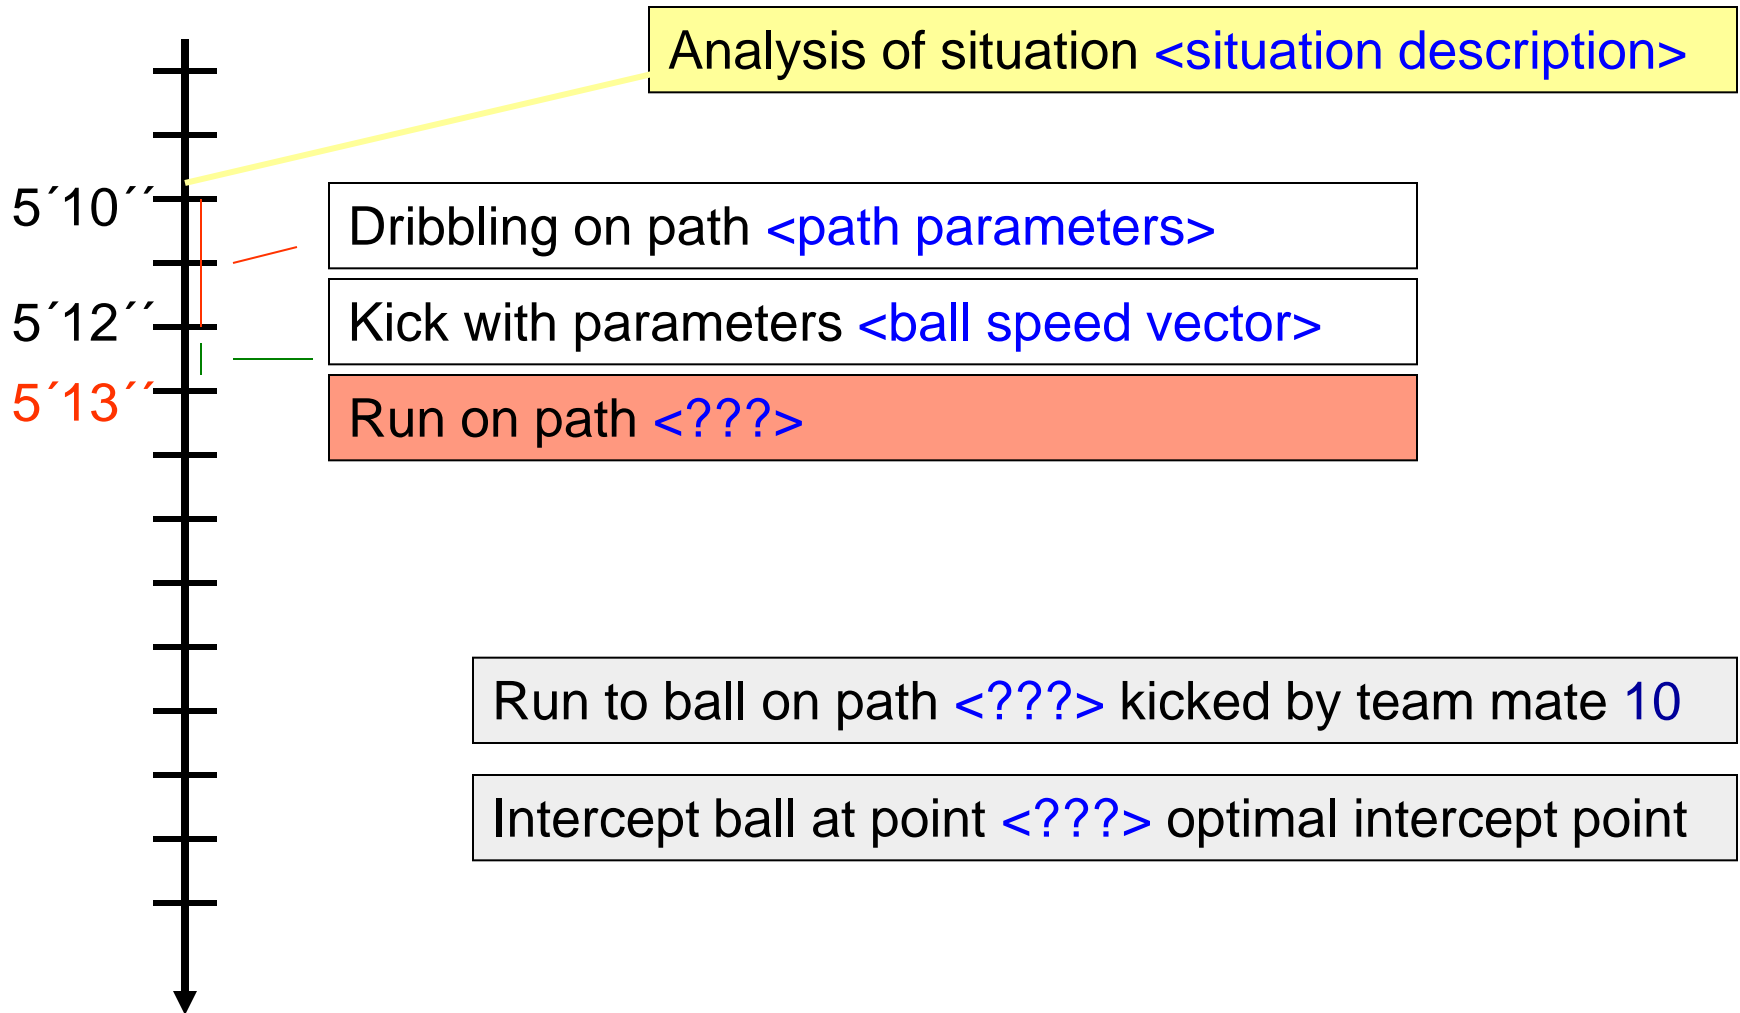 Analysis of situation <situation description>
5´10´´
Dribbling on path <path parameters>
5´12´´
Kick with parameters <ball speed vector>
5´13´´
Run on path <???>
Run to ball on path <???> kicked by team mate 10
Intercept ball at point <???> optimal intercept point